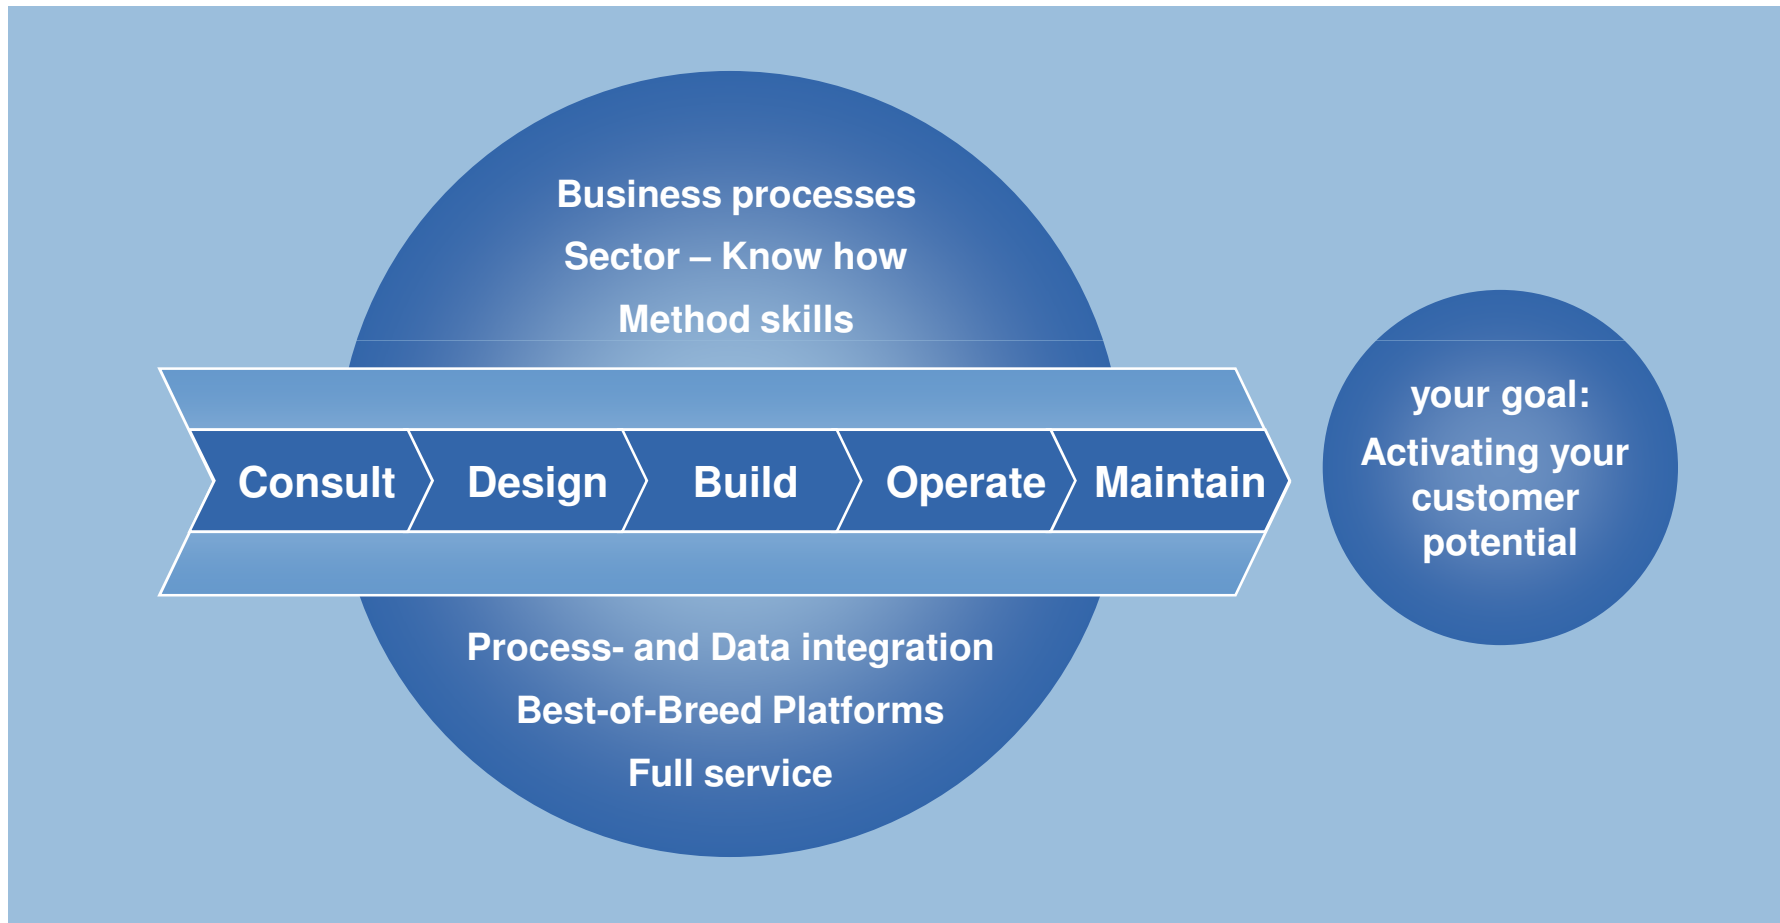 Business processes
Sector – Know how
Method skills
Consult
Design
Build
Operate
Maintain
Process- and Data integration
Best-of-Breed Platforms
Full service
your goal:
Activating your
customer
potential